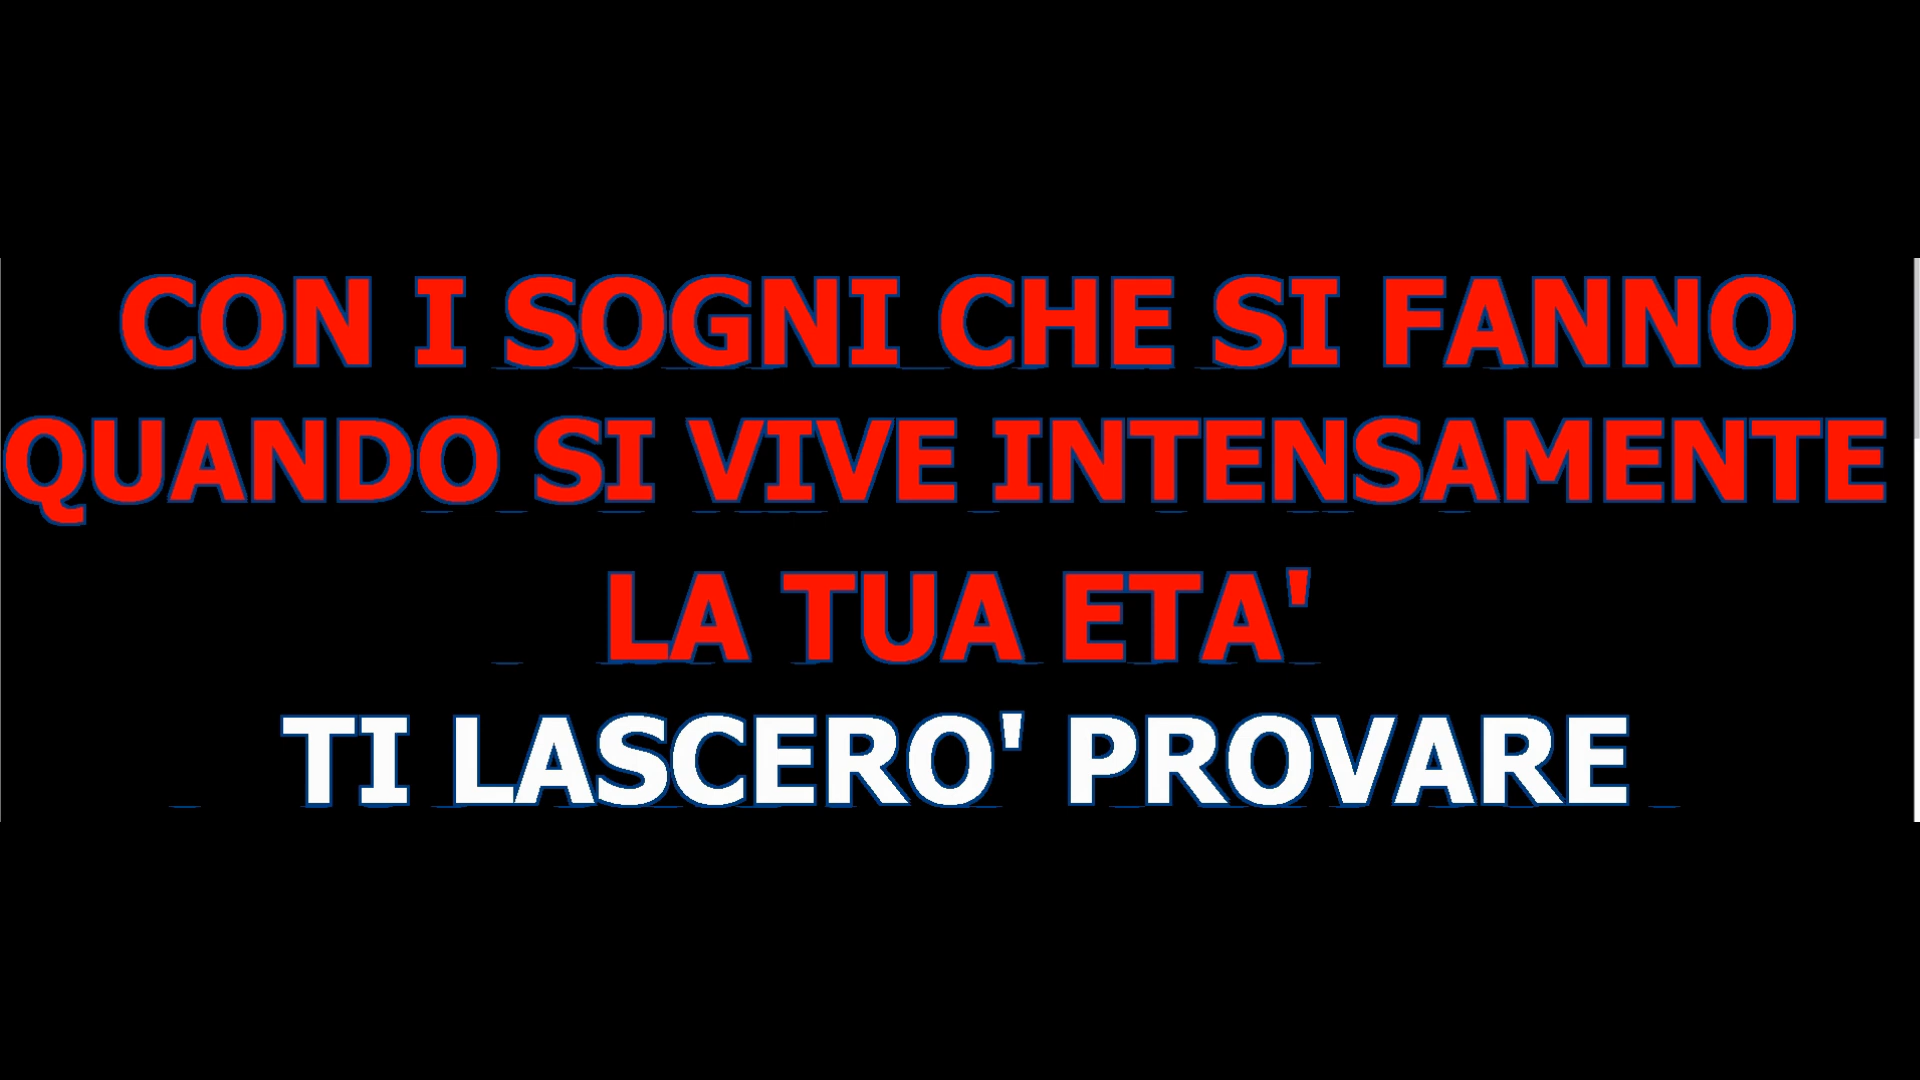 CON I SOGNI CHE SI FANNO
QUANDO SI VIVE INTENSAMENTE
LA TUA ETA'
TI LASCERO' PROVARE